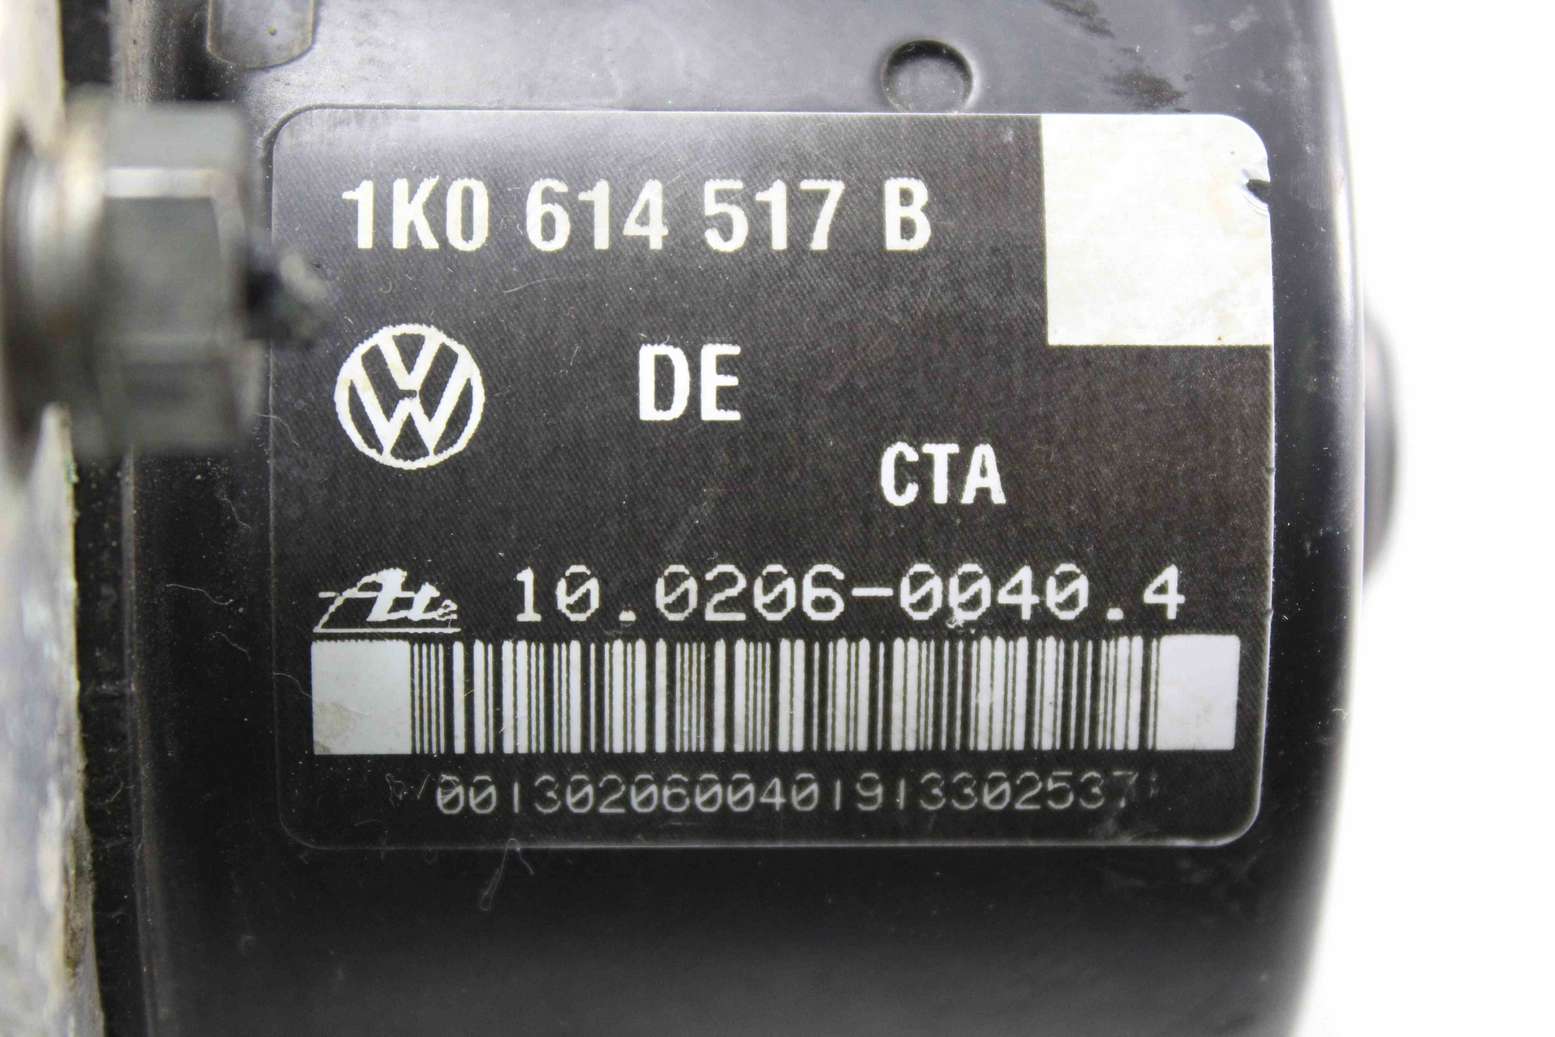 1K0 614 517 B
DE
CTA
Ate 10.0206-0040.4
00130206004019133025371